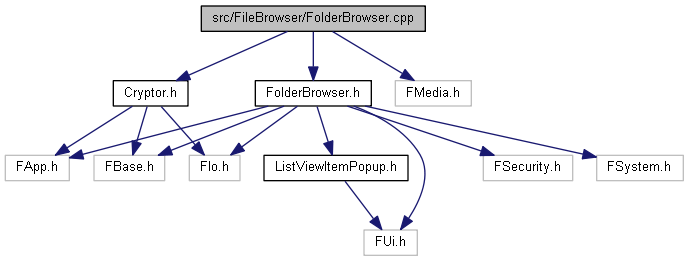 src/FileBrowser/FolderBrowser.cpp
Cryptor.h
FolderBrowser.h
FMedia.h
FApp.h
FBase.h
FIo.h
ListViewItemPopup.h
FSecurity.h
FSystem.h
FUi.h